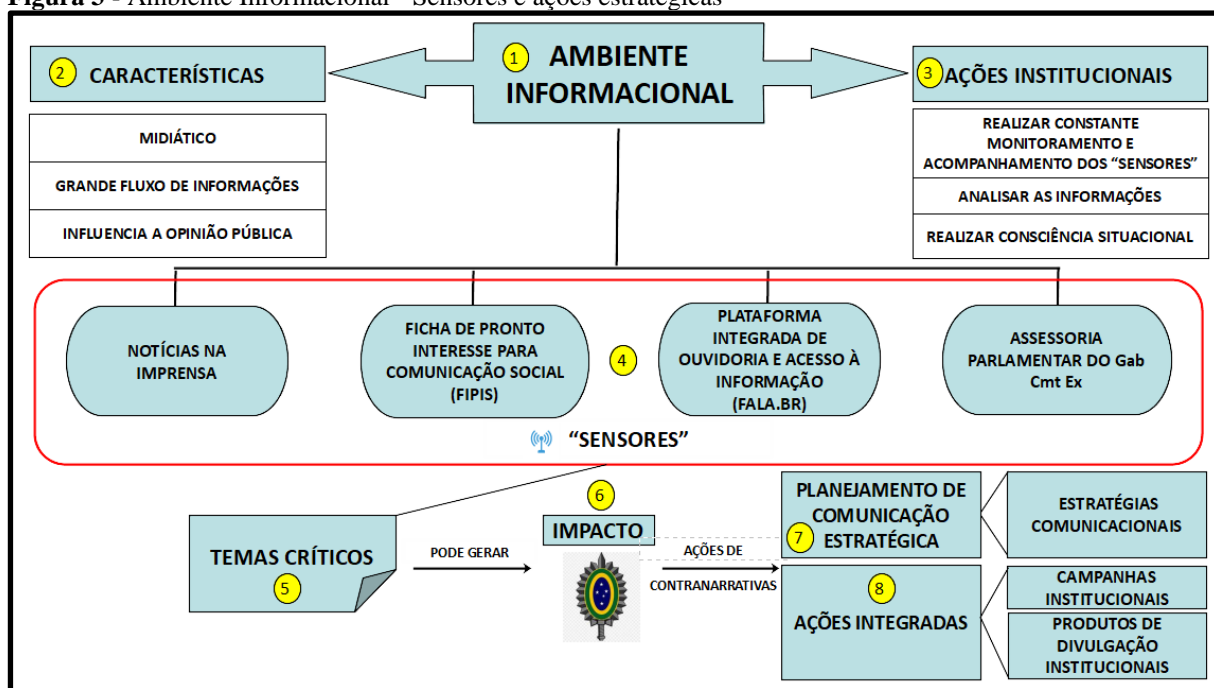 Figura 3 - Ambiente Informacional - Sensores e ações estratégicas
1
AMBIENTE
INFORMACIONAL
2
CARACTERÍSTICAS
MIDIÁTICO
GRANDE FLUXO DE INFORMAÇÕES
INFLUENCIA A OPINIÃO PÚBLICA
3
AÇÕES INSTITUCIONAIS
REALIZAR CONSTANTE
MONITORAMENTO E
ACOMPANHAMENTO DOS “SENSORES”
ANALISAR AS INFORMAÇÕES
REALIZAR CONSCIÊNCIA SITUACIONAL
NOTÍCIAS NA
IMPRENSA
FICHA DE PRONTO
INTERESSE PARA
COMUNICAÇÃO SOCIAL
(FIPIS)
4
PLATAFORMA
INTEGRADA DE
OUVIDORIA E ACESSO À
INFORMAÇÃO
(FALA.BR)
ASSESSORIA
PARLAMENTAR DO Gab
Cmt Ex
“SENSORES”
TEMAS CRÍTICOS
5
PODE GERAR
6
IMPACTO
AÇÕES DE
CONTRANARRATIVAS
PLANEJAMENTO DE
COMUNICAÇÃO
7
ESTRATÉGICA
ESTRATÉGIAS
COMUNICACIONAIS
8
AÇÕES INTEGRADAS
CAMPANHAS
INSTITUCIONAIS
PRODUTOS DE
DIVULGAÇÃO
INSTITUCIONAIS